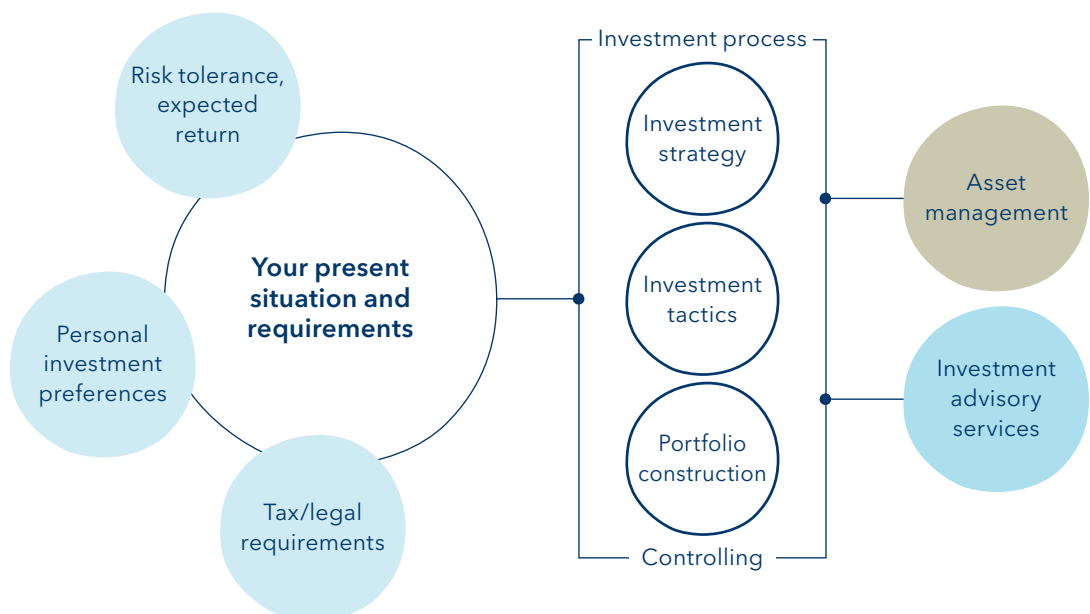 Risk tolerance,
expected
return
Your present
situation and
requirements
Personal
investment
preferences
Tax/legal
requirements
Investment process
Investment
strategy
Investment
tactics
Portfolio
construction
Controlling
Asset
management
Investment
advisory
services